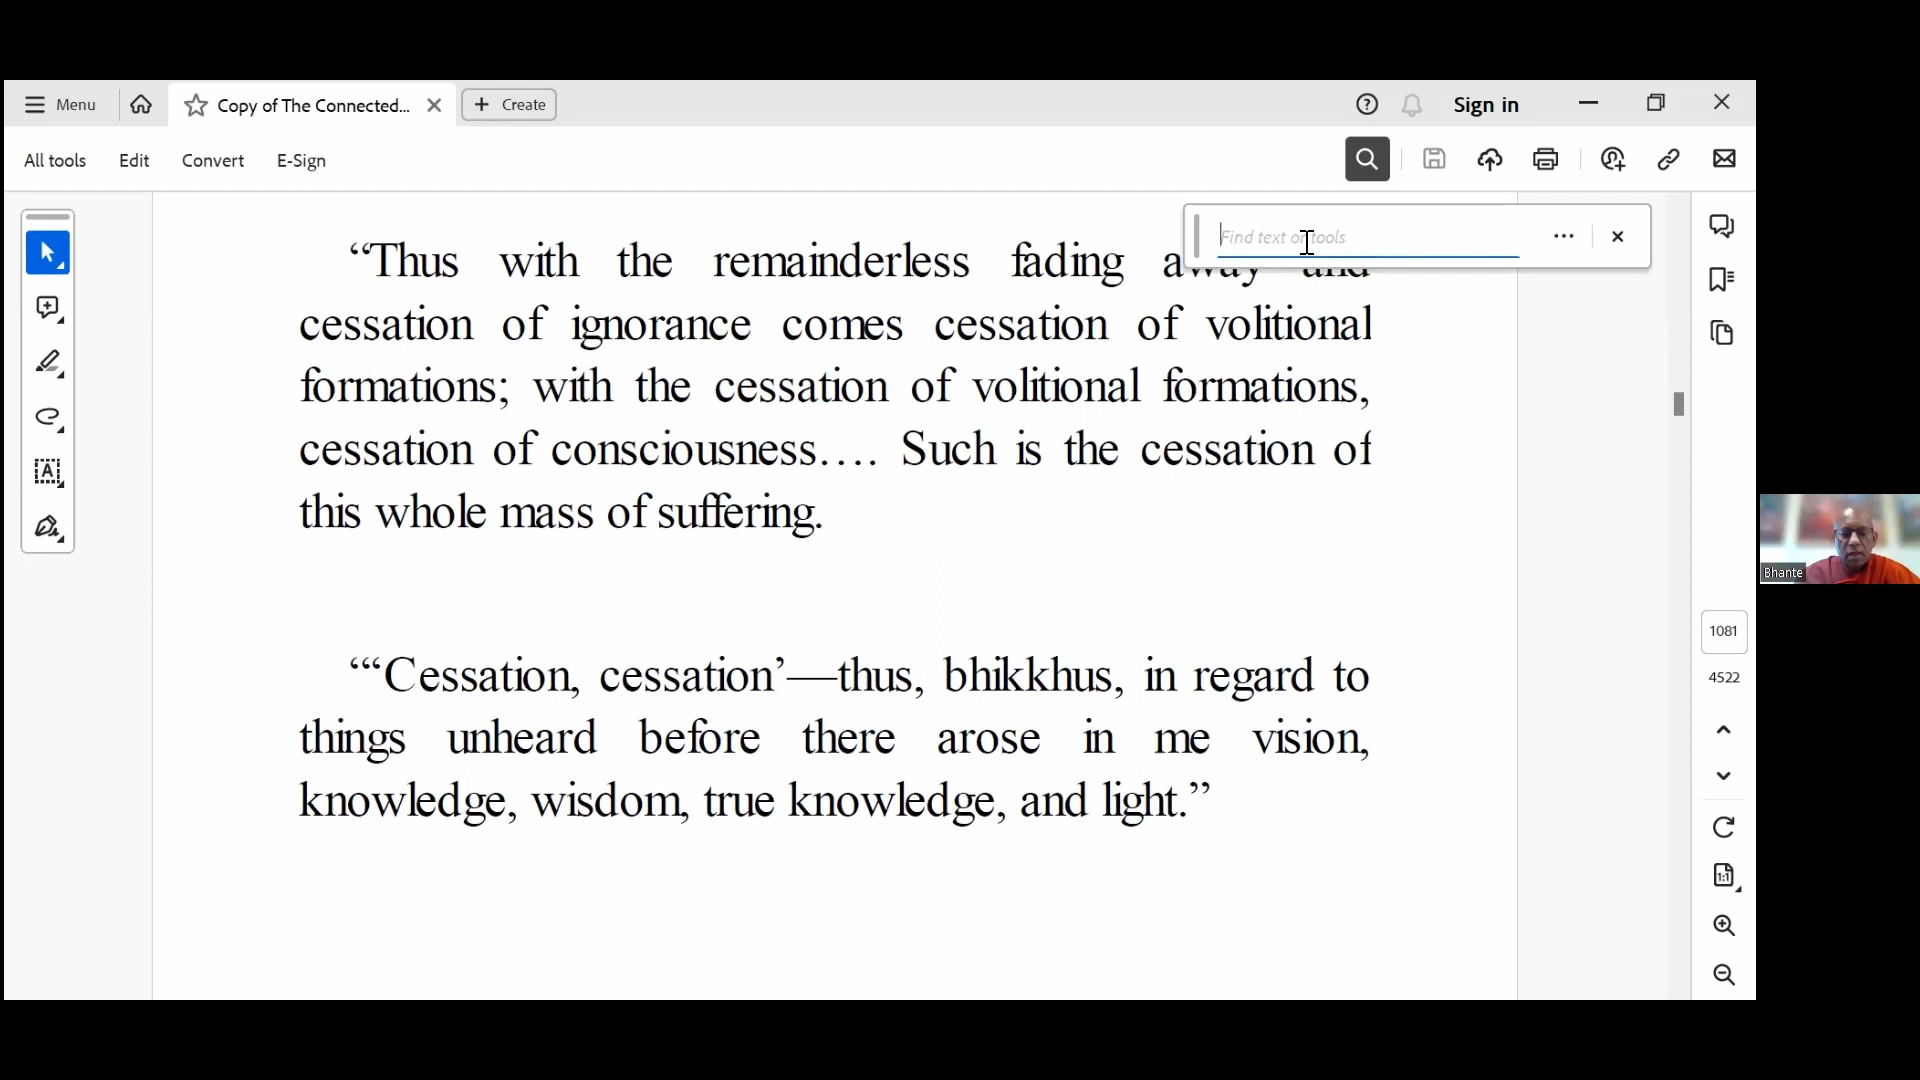 Menu
Copy of The Connected...
Create
Sign in
All tools
Edit
Convert
E-Sign
Find text or tools
“Thus with the remainderless fading away and
cessation of ignorance comes cessation of volitional
formations; with the cessation of volitional formations,
cessation of consciousness…. Such is the cessation of
this whole mass of suffering.
“‘Cessation, cessation’—thus, bhikkhus, in regard to
things unheard before there arose in me vision,
knowledge, wisdom, true knowledge, and light.”
Bhante
1081
4522